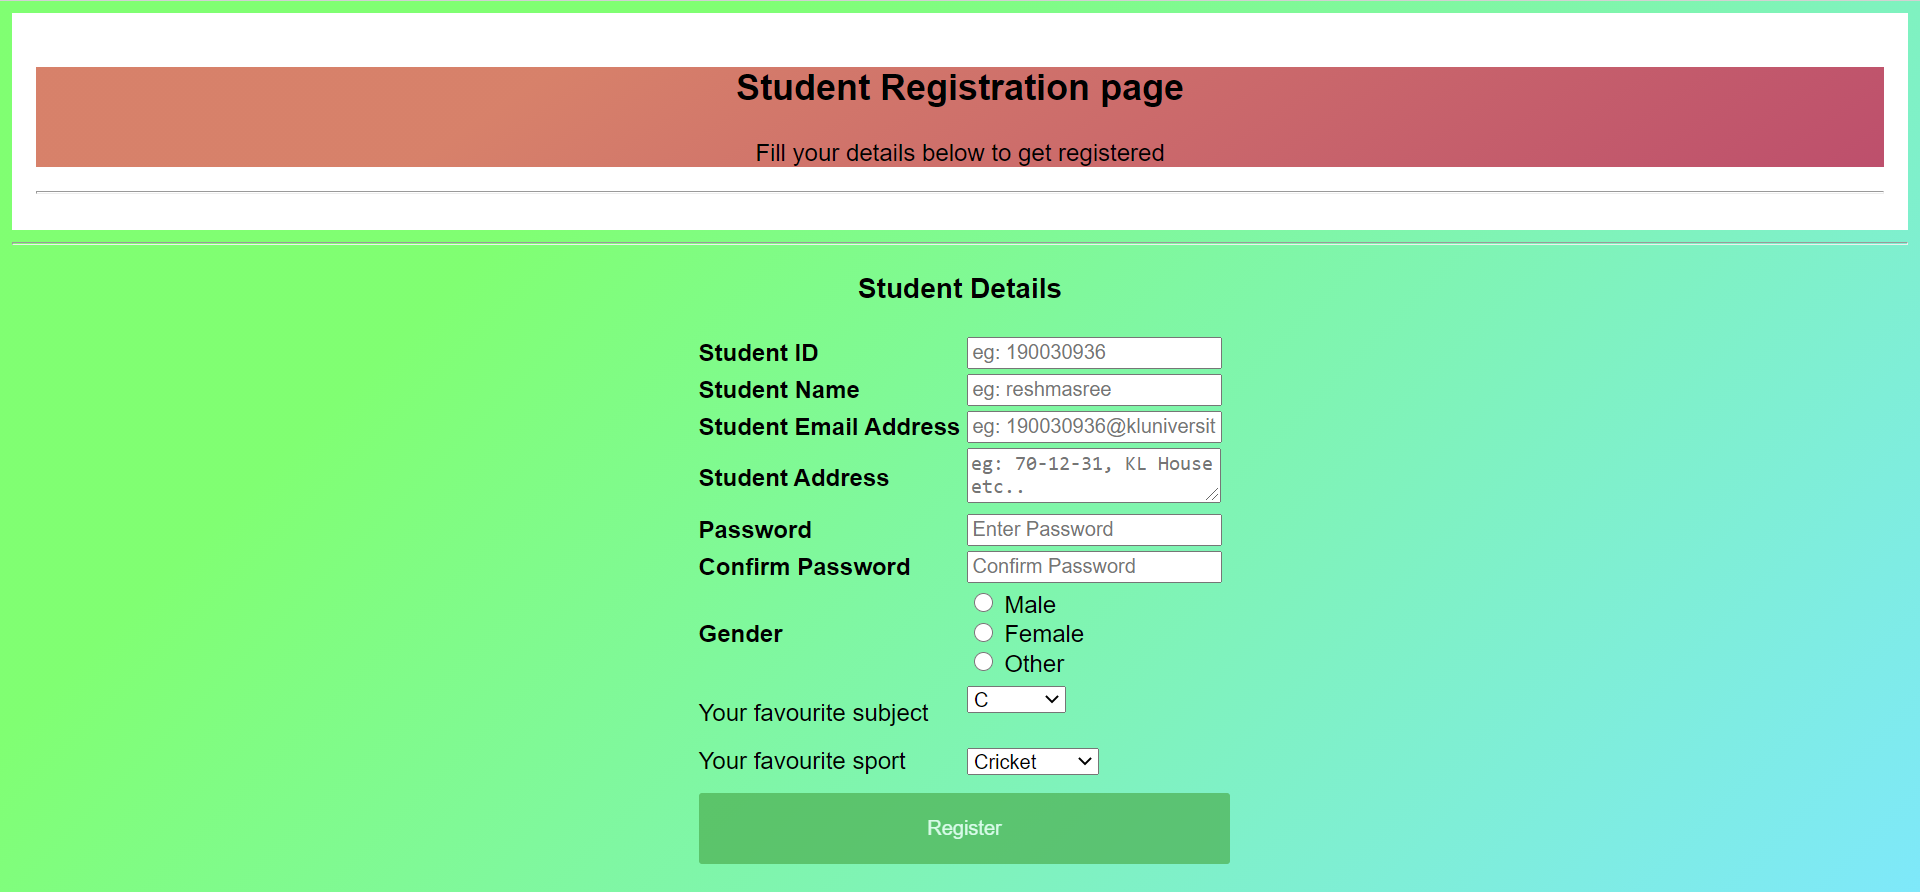 Student Registration page
Fill your details below to get registered
Student Details
Student ID eg: 190030936
Student Name eg: reshmasree
Student Email Address eg: 190030936@kluniversit
Student Address eg: 70-12-31, KL House
etc..
Password Enter Password
Confirm Password Confirm Password
Gender
Male
Female
Other
Your favourite subject C
Your favourite sport Cricket
Register